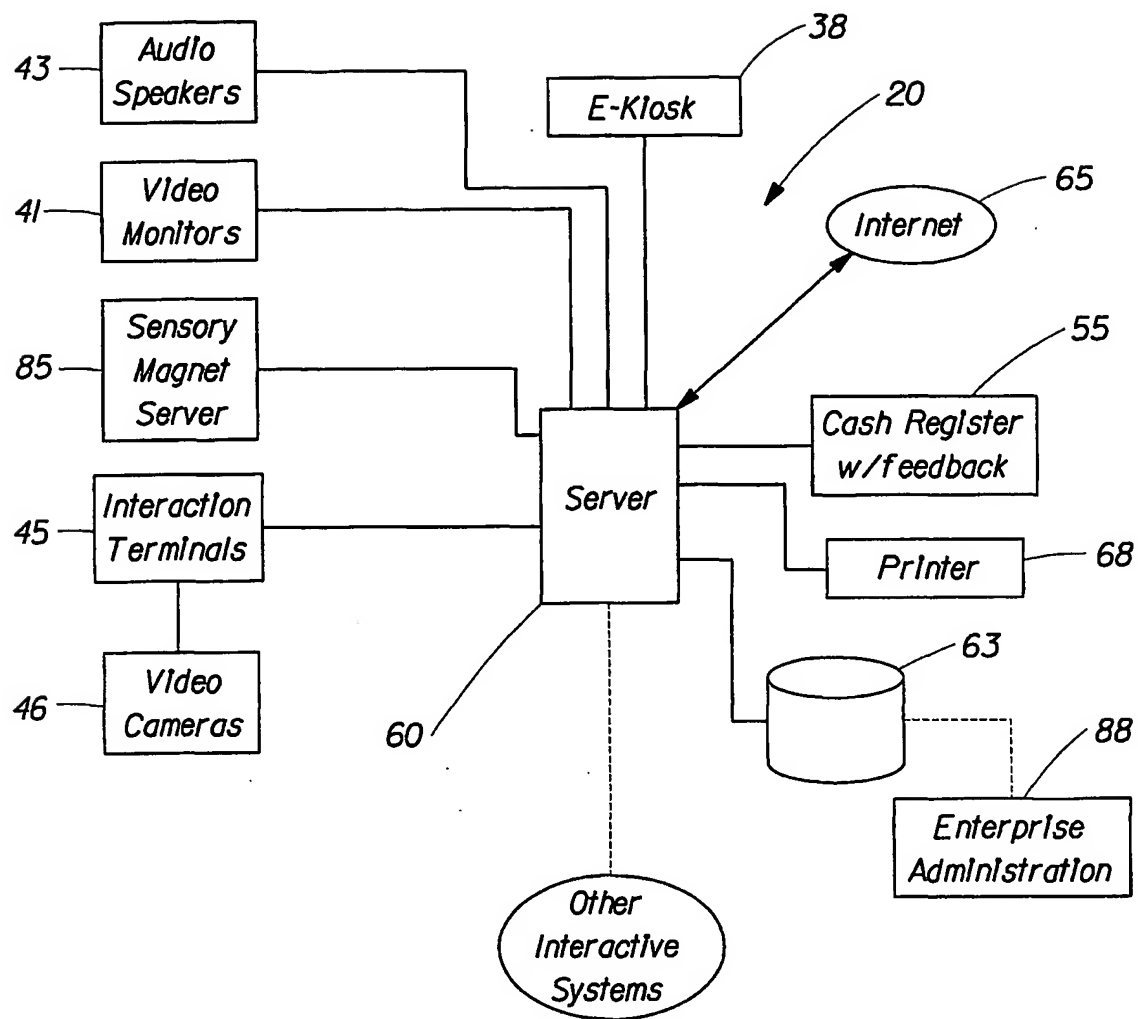 43
Audio
Speakers
38
E-Kiosk
20
41
Video
Monitors
65
Internet
85
Sensory
Magnet
Server
55
Cash Register
w/feedback
Server
45
Interaction
Terminals
Printer
68
46
Video
Cameras
60
63
88
Enterprise
Administration
Other
Interactive
Systems